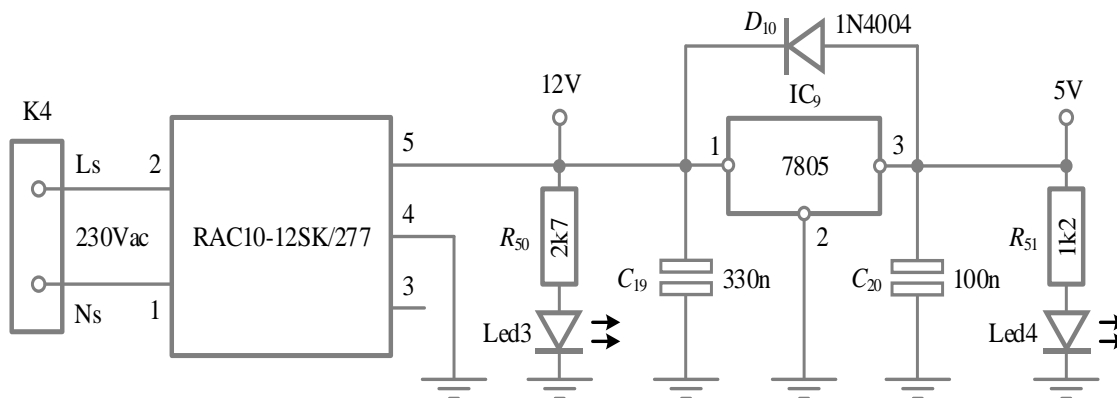 D10
1N4004
K4
12V
IC9
5V
Ls
2
5
1
7805
3
230Vac
RAC10-12SK/277
4
R50
2k7
2
R51
1k2
C19
330n
C20
100n
3
Ns
1
Led3
Led4